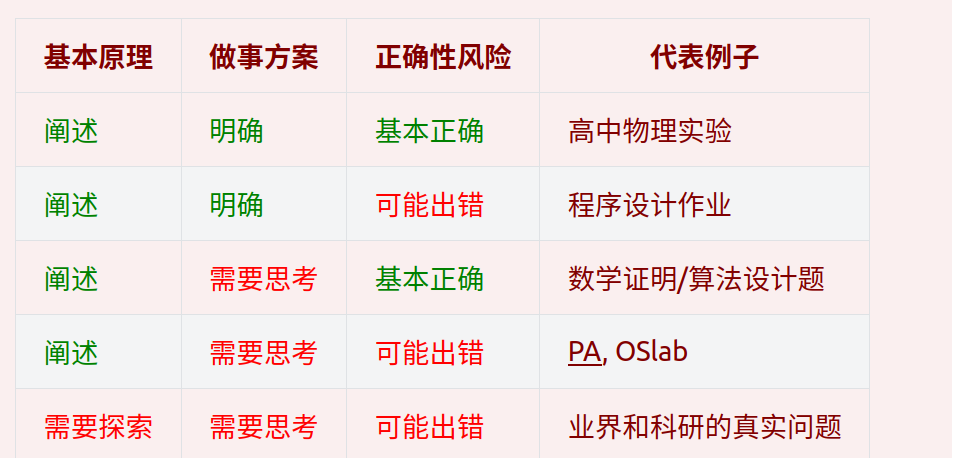 基本原理 做事方案 正确性风险 代表例子
阐述 明确 基本正确 高中物理实验
阐述 明确 可能出错 程序设计作业
阐述 需要思考 基本正确 数学证明/算法设计题
阐述 需要思考 可能出错 PA, OSlab
需要探索 需要思考 可能出错 业界和科研的真实问题